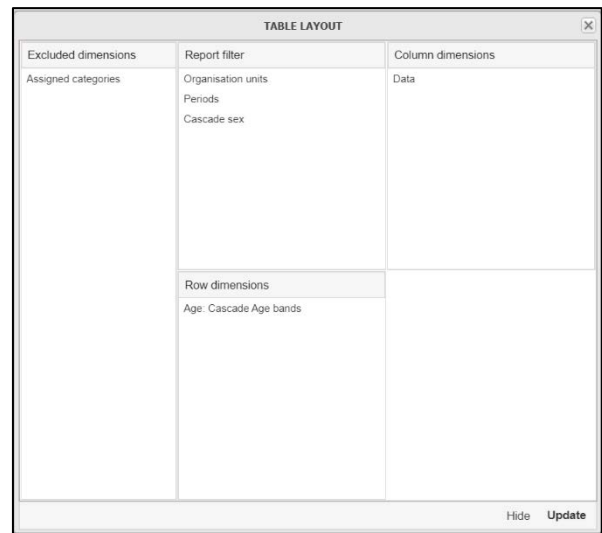 TABLE LAYOUT
Excluded dimensions
Assigned categories
Report filter
Organisation units
Periods
Cascade sex
Column dimensions
Data
Row dimensions
Age: Cascade Age bands
Hide Update